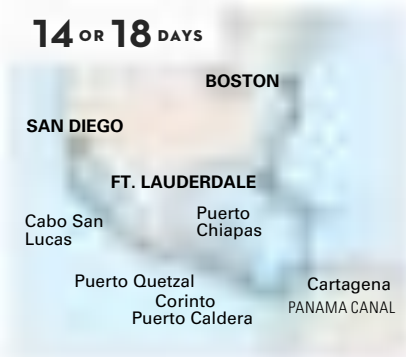 14 OR 18 DAYS
BOSTON
SAN DIEGO
FT. LAUDERDALE
Cabo San
Lucas
Puerto
Chiapas
Puerto Quetzal
Corinto
Puerto Caldera
Cartagena
PANAMA CANAL